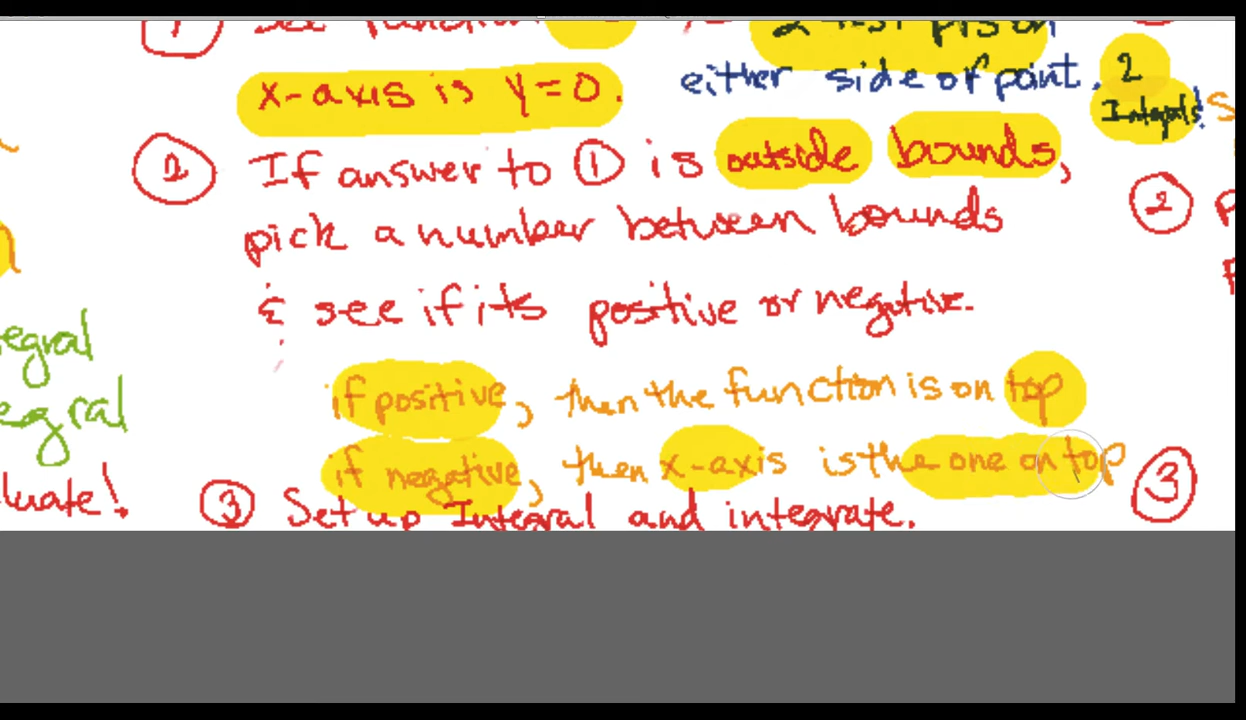 x-axis is y=0.
either side of point. 2
Integrals!
② If answer to ① is outside bounds,
pick a number between bounds
& see if its positive or negative.
if positive, then the function is on top
if negative, then x-axis is the one on top
③ Set up Integral and integrate.
②
③
egral
egral
luate!